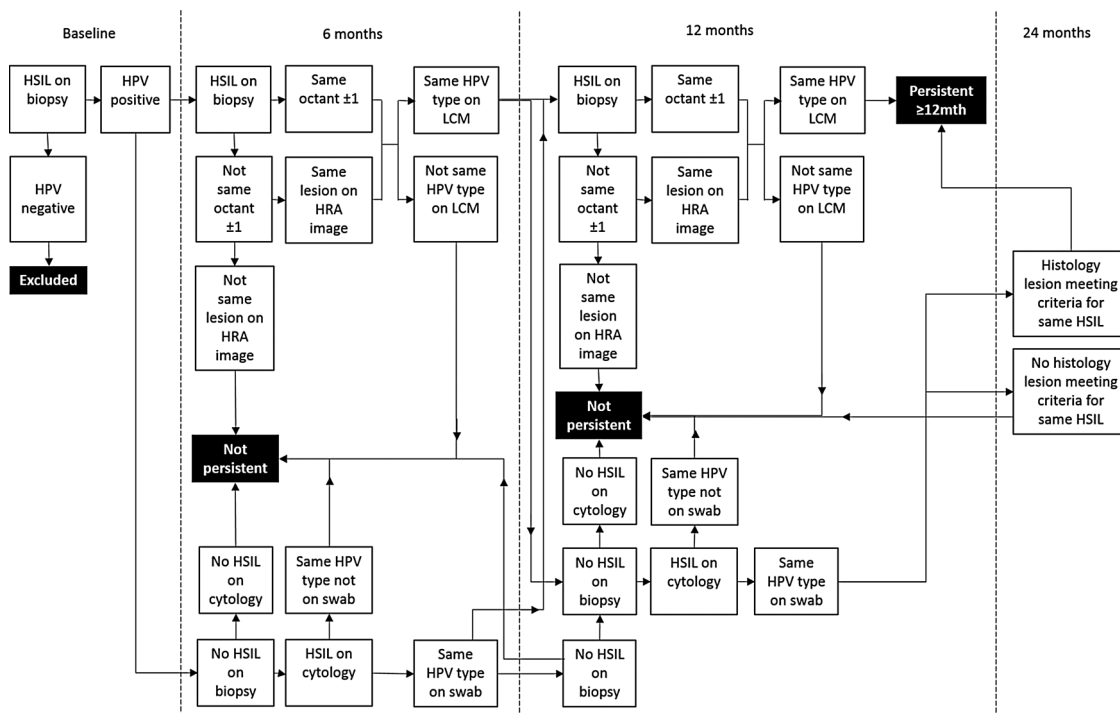 Baseline
6 months
12 months
24 months
HSIL on
biopsy
HPV
positive
HPV
negative
Excluded
HSIL on
biopsy
Same
octant ±1
Same HPV
type on
LCM
Not
same
octant
±1
Same
lesion on
HRA
image
Not same
HPV type
on LCM
Not
same
lesion on
HRA
image
Not
persistent
No HSIL
on
cytology
Same HPV
type not
on swab
No HSIL
on
biopsy
HSIL on
cytology
Same
HPV type
on swab
HSIL on
biopsy
Same
octant ±1
Same HPV
type on
LCM
Persistent
≥12mth
Not
same
octant
±1
Same
lesion on
HRA
image
Not same
HPV type
on LCM
Not
same
lesion
on HRA
image
Not
persistent
No HSIL
on
cytology
Same HPV
type not
on swab
No HSIL
on
biopsy
HSIL on
cytology
Same
HPV type
on swab
No HSIL
on
biopsy
Histology
lesion meeting
criteria for
same HSIL
No histology
lesion meeting
criteria for
same HSIL